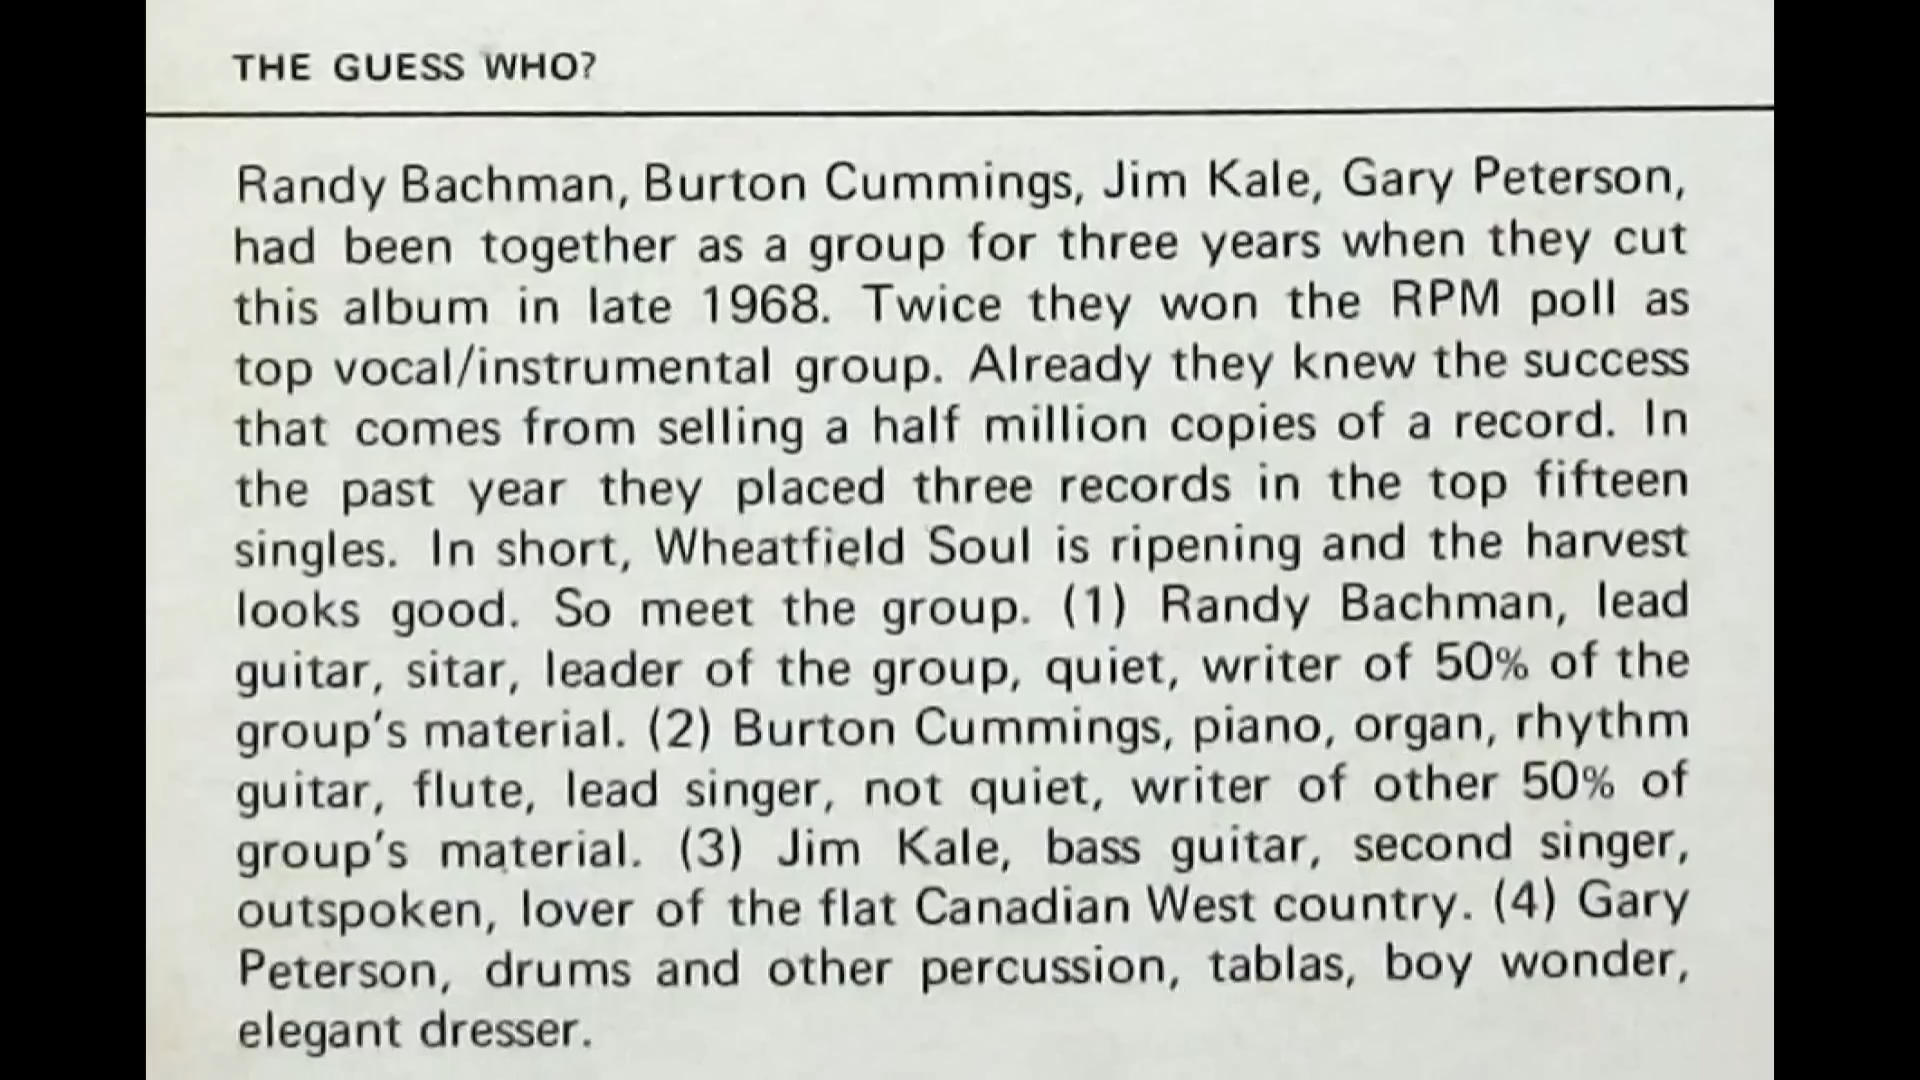 THE GUESS WHO?
Randy Bachman, Burton Cummings, Jim Kale, Gary Peterson,
had been together as a group for three years when they cut
this album in late 1968. Twice they won the RPM poll as
top vocal/instrumental group. Already they knew the success
that comes from selling a half million copies of a record. In
the past year they placed three records in the top fifteen
singles. In short, Wheatfield Soul is ripening and the harvest
looks good. So meet the group. (1) Randy Bachman, lead
guitar, sitar, leader of the group, quiet, writer of 50% of the
group's material. (2) Burton Cummings, piano, organ, rhythm
guitar, flute, lead singer, not quiet, writer of other 50% of
group's material. (3) Jim Kale, bass guitar, second singer,
outspoken, lover of the flat Canadian West country. (4) Gary
Peterson, drums and other percussion, tablas, boy wonder,
elegant dresser.